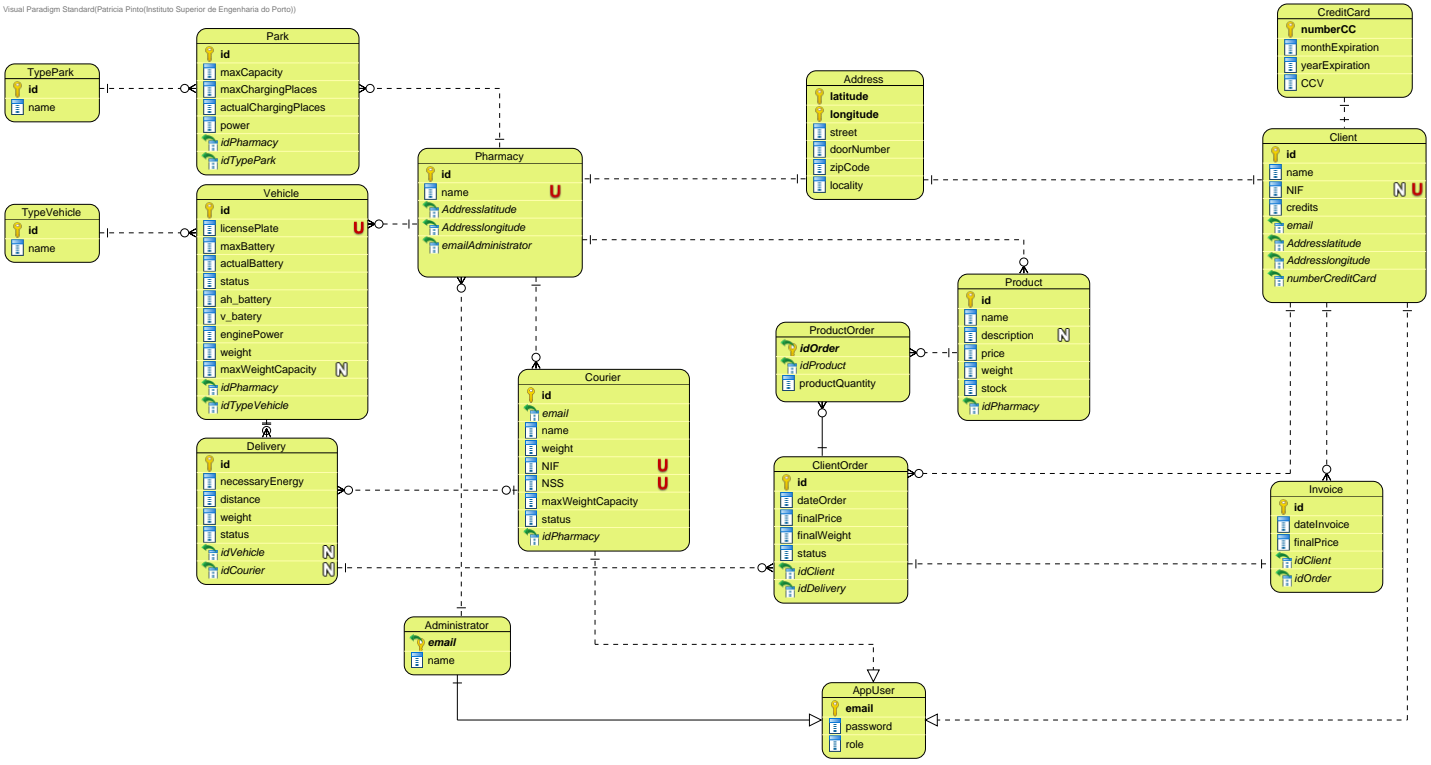 Visual Paradigm Standard(Patricia Pinto(Instituto Superior de Engenharia do Porto))
TypePark
id
name
Park
id
maxCapacity
maxChargingPlaces
actualChargingPlaces
power
idPharmacy
idTypePark
TypeVehicle
id
name
Vehicle
id
licensePlate U
maxBattery
actualBattery
status
ah_battery
v_batery
enginePower
weight
maxWeightCapacity N
idPharmacy
idTypeVehicle
Delivery
id
necessaryEnergy
distance
weight
status
idVehicle N
idCourier N
Pharmacy
id
name U
Addresslatitude
Addresslongitude
emailAdministrator
Courier
id
email
name
weight
NIF U
NSS U
maxWeightCapacity
status
idPharmacy
Administrator
email
name
Address
latitude
longitude
street
doorNumber
zipCode
locality
ProductOrder
idOrder
idProduct
productQuantity
Product
id
name
description N
price
weight
stock
idPharmacy
ClientOrder
id
dateOrder
finalPrice
finalWeight
status
idClient
idDelivery
AppUser
email
password
role
CreditCard
numberCC
monthExpiration
yearExpiration
CCV
Client
id
name
NIF N U
credits
email
Addresslatitude
Addresslongitude
numberCreditCard
Invoice
id
dateInvoice
finalPrice
idClient
idOrder